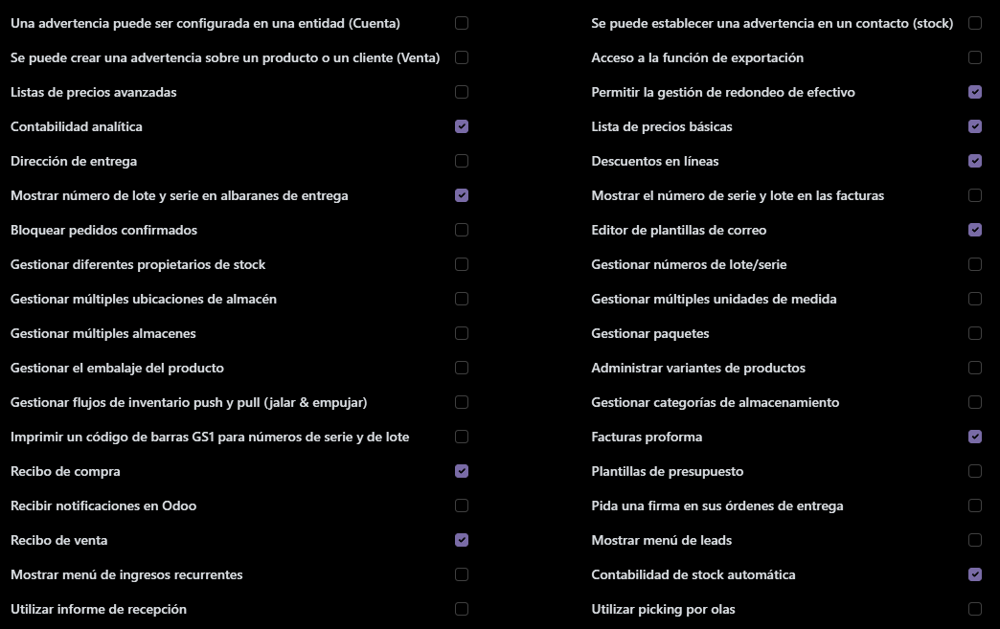 Una advertencia puede ser configurada en una entidad (Cuenta)
Se puede establecer una advertencia en un contacto (stock)
Se puede crear una advertencia sobre un producto o un cliente (Venta)
Acceso a la función de exportación
Listas de precios avanzadas
Permitir la gestión de redondeo de efectivo
Contabilidad analítica
Lista de precios básicas
Dirección de entrega
Descuentos en líneas
Mostrar número de lote y serie en albaranes de entrega
Mostrar el número de serie y lote en las facturas
Bloquear pedidos confirmados
Editor de plantillas de correo
Gestionar diferentes propietarios de stock
Gestionar números de lote/serie
Gestionar múltiples ubicaciones de almacén
Gestionar múltiples unidades de medida
Gestionar múltiples almacenes
Gestionar paquetes
Gestionar el embalaje del producto
Administrar variantes de productos
Gestionar flujos de inventario push y pull (jalar & empujar)
Gestionar categorías de almacenamiento
Imprimir un código de barras GS1 para números de serie y de lote
Facturas proforma
Recibo de compra
Plantillas de presupuesto
Recibir notificaciones en Odoo
Pida una firma en sus órdenes de entrega
Recibo de venta
Mostrar menú de leads
Mostrar menú de ingresos recurrentes
Contabilidad de stock automática
Utilizar informe de recepción
Utilizar picking por olas